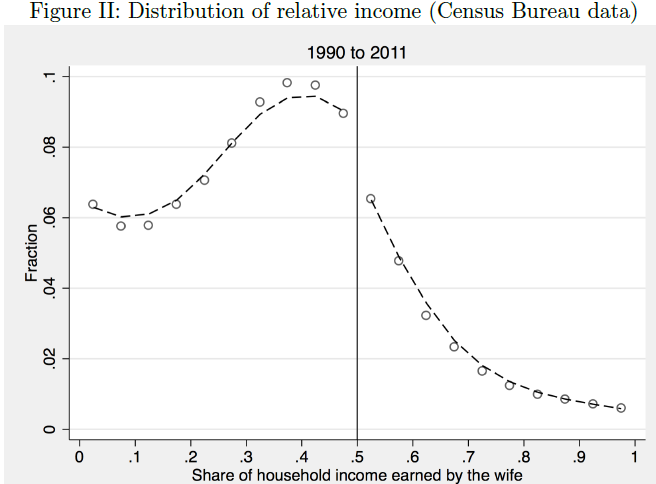 Figure II: Distribution of relative income (Census Bureau data)
1990 to 2011
Fraction
.1
.08
.06
.04
.02
0
0 .1 .2 .3 .4 .5 .6 .7 .8 .9 1
Share of household income earned by the wife